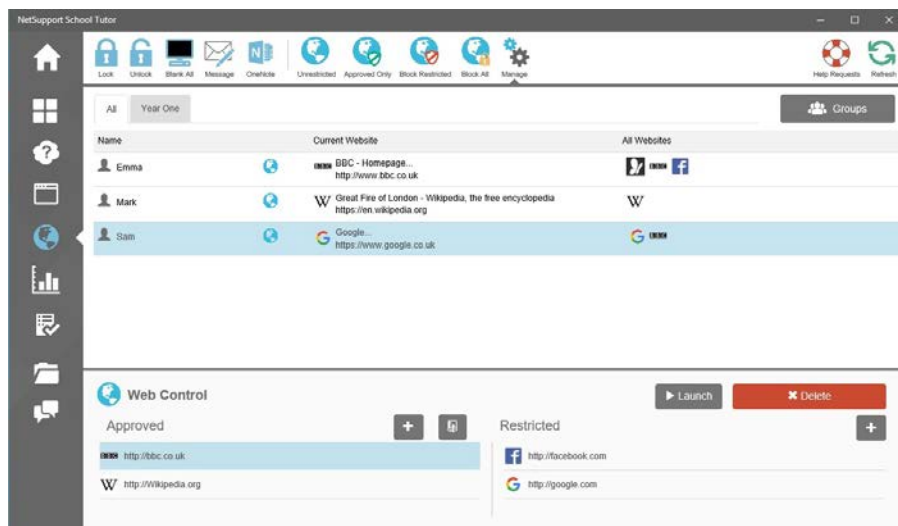 NetSupport School Tutor
Lock Unlock Blank All Message OneNote Unrestricted Approved Only Block Restricted Block All Manage Help Requests Refresh
All Year One Groups
Name Current Website All Websites
Emma BBC - Homepage...
http://www.bbc.co.uk
Mark Great Fire of London - Wikipedia, the free encyclopedia
https://en.wikipedia.org
Sam Google...
https://www.google.co.uk
Web Control Launch Delete
Approved Restricted
http://bbc.co.uk http://facebook.com
http://Wikipedia.org http://google.com